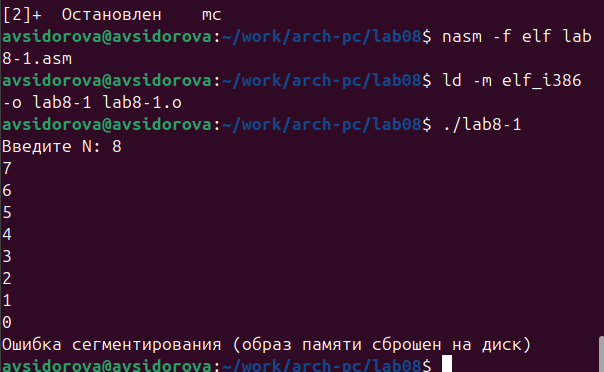 [2]+  Остановлен    mc
avsidorova@avsidorova:~/work/arch-pc/lab08$ nasm -f elf lab
8-1.asm
avsidorova@avsidorova:~/work/arch-pc/lab08$ ld -m elf_i386
-o lab8-1 lab8-1.o
avsidorova@avsidorova:~/work/arch-pc/lab08$ ./lab8-1
Введите N: 8
7
6
5
4
3
2
1
0
Ошибка сегментирования (образ памяти сброшен на диск)
avsidorova@avsidorova:~/work/arch-pc/lab08$